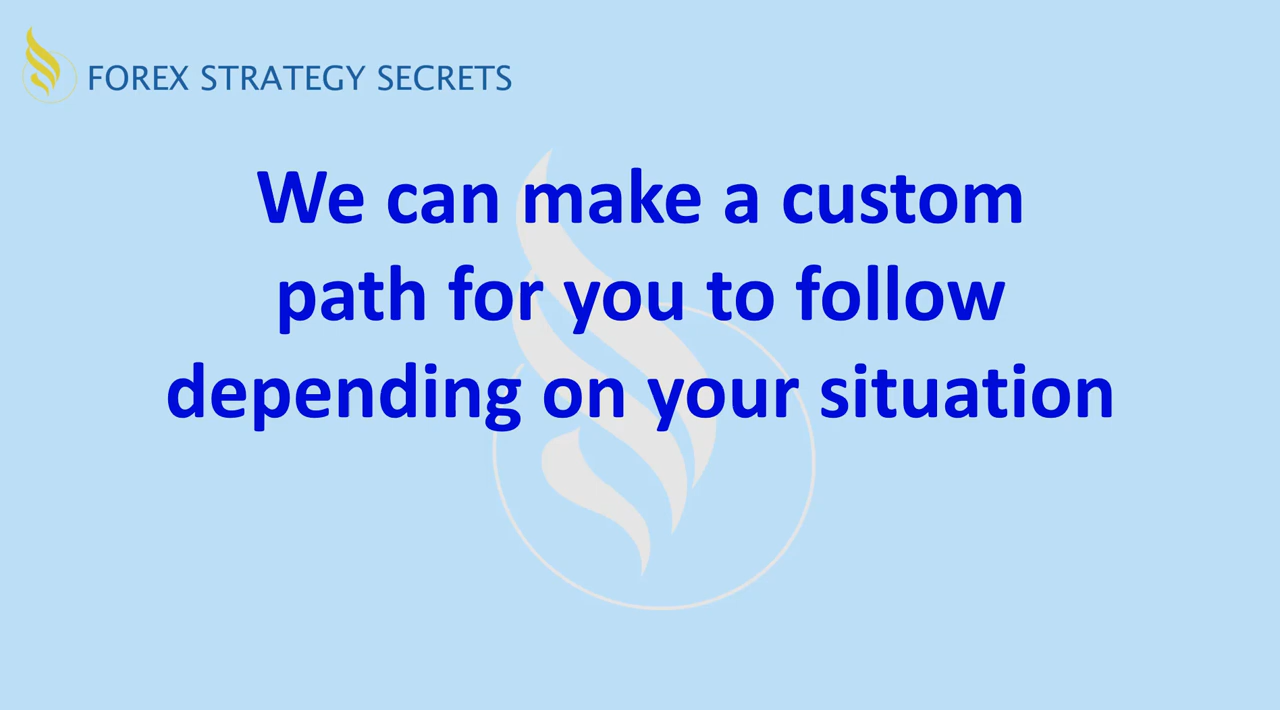 FOREX STRATEGY SECRETS
We can make a custom
path for you to follow
depending on your situation